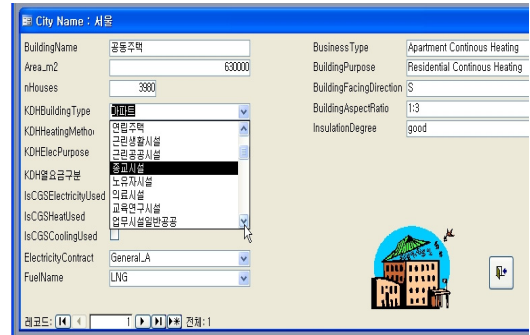 City Name : 서울
BuildingName 공동주택
Area_m2 630000
nHouses 3980
KDHBuildingType 아파트
KDHHeatingMethod
KDHElecPurpose
KDH열요금구분
연립주택
근린생활시설
근린공공시설
종교시설
노유자시설
의료시설
교육연구시설
업무시설일반공공
IsCGSElectricityUsed
IsCGSHeatUsed
IsCGSCoolingUsed
ElectricityContract General_A
FuelName LNG
BusinessType Apartment Continous Heating
BuildingPurpose Residential Continous Heating
BuildingFacingDirection S
BuildingAspectRatio 1:3
InsulationDegree good
레코드: 1 전체: 1